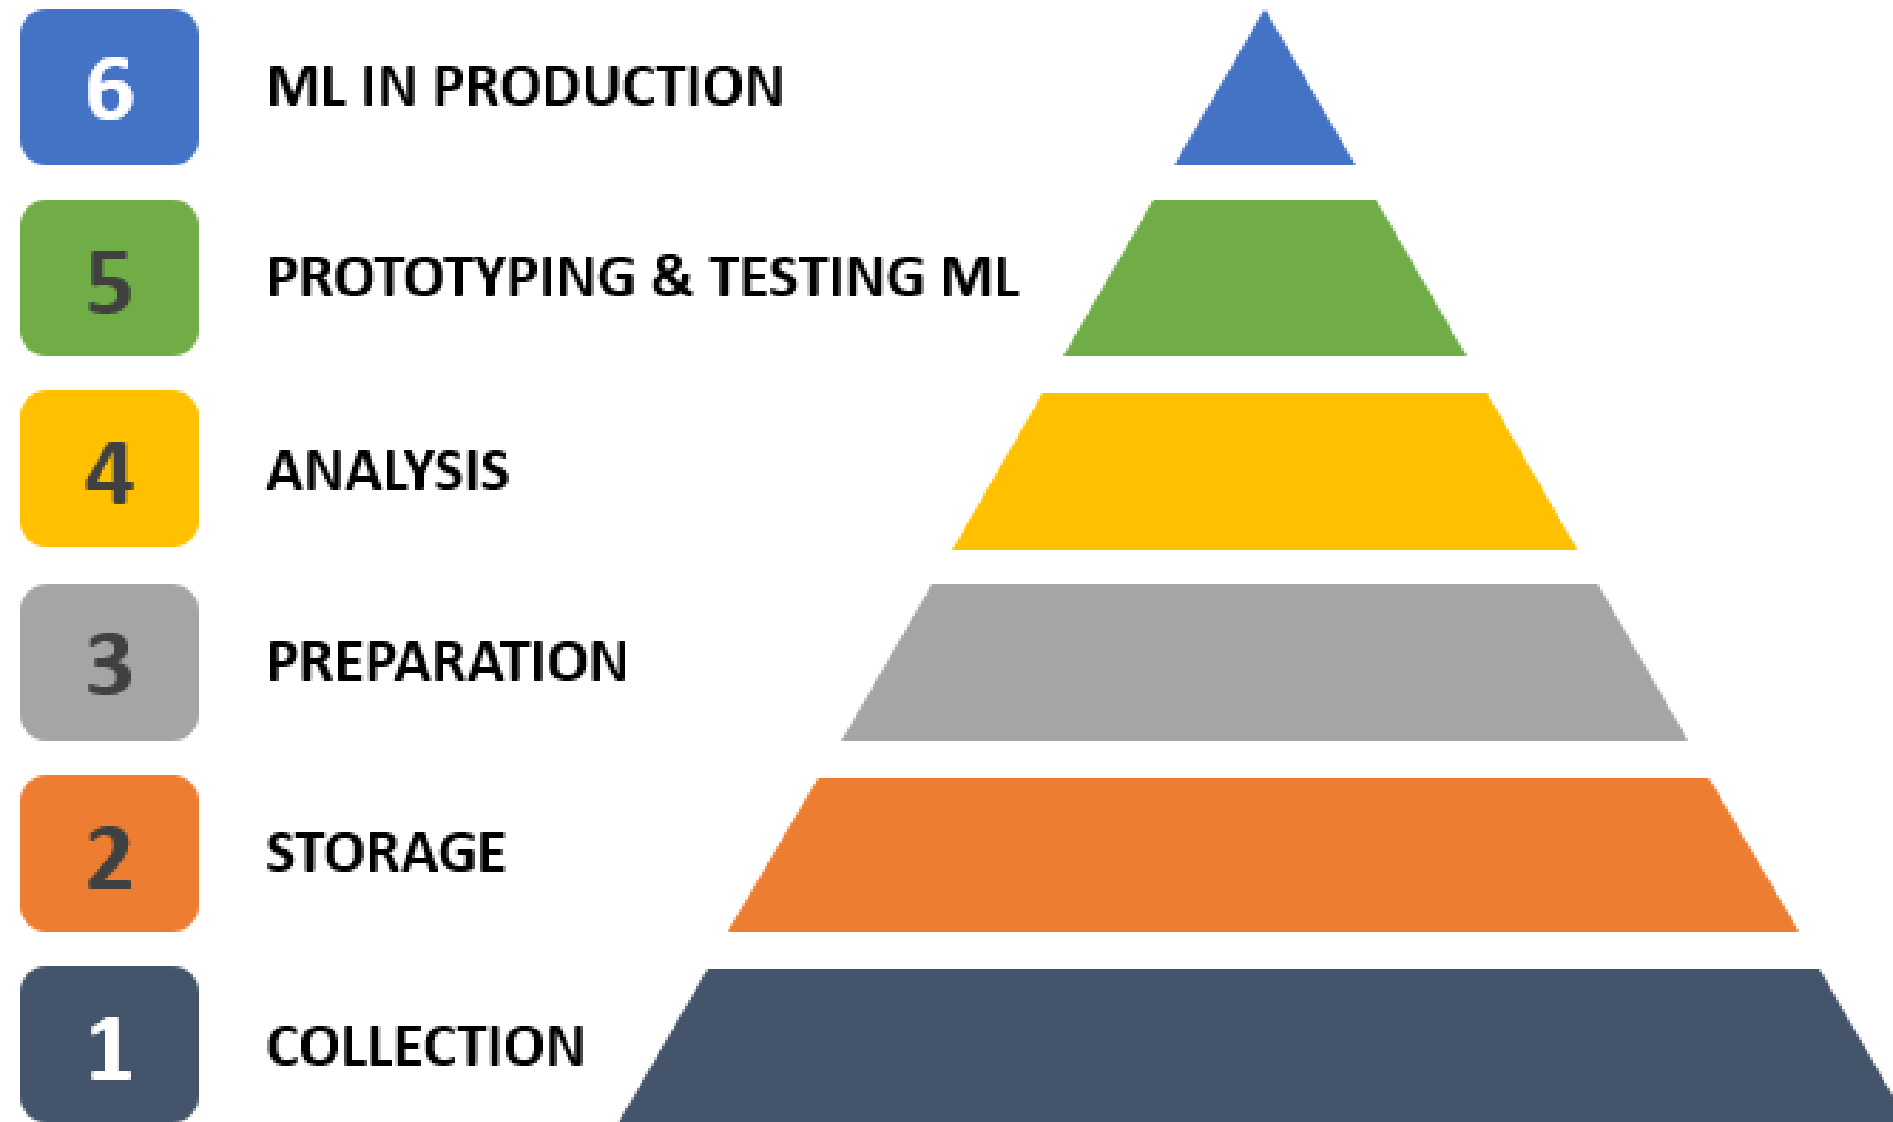 6 ML IN PRODUCTION
5 PROTOTYPING & TESTING ML
4 ANALYSIS
3 PREPARATION
2 STORAGE
1 COLLECTION